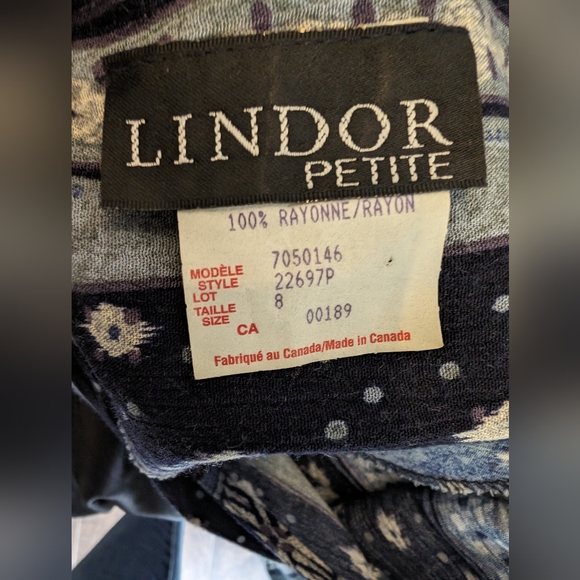 LINDOR
PETITE
100% RAYONNE/RAYON
MODÈLE 7050146
STYLE 22697P
LOT 8
TAILLE
SIZE 00189
CA
Fabriqué au Canada/Made in Canada